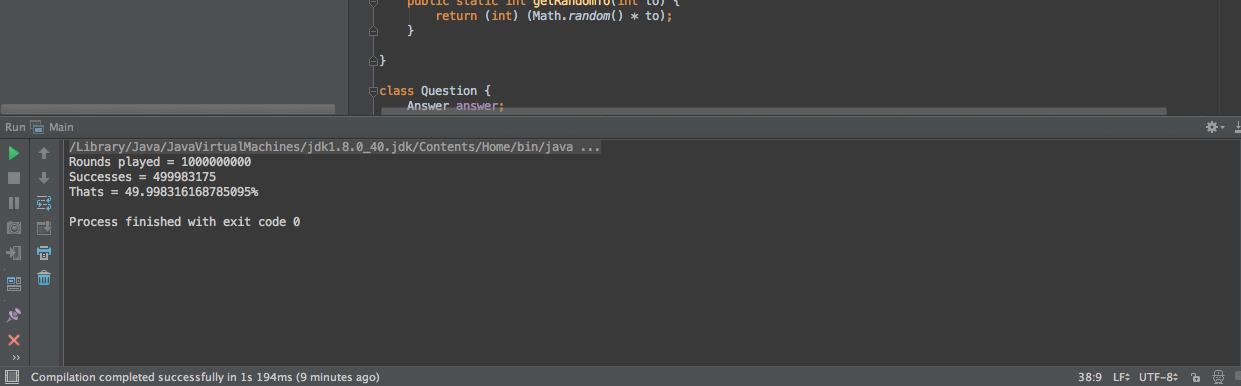 public static int getRandomTo(int to) {
return (int) (Math.random() * to);
}
}
class Question {
Answer answer;
Run Main
/Library/Java/JavaVirtualMachines/jdk1.8.0_40.jdk/Contents/Home/bin/java ...
Rounds played = 1000000000
Successes = 499983175
Thats = 49.998316168785095%
Process finished with exit code 0
Compilation completed successfully in 1s 194ms (9 minutes ago) 38:9 LF UTF-8